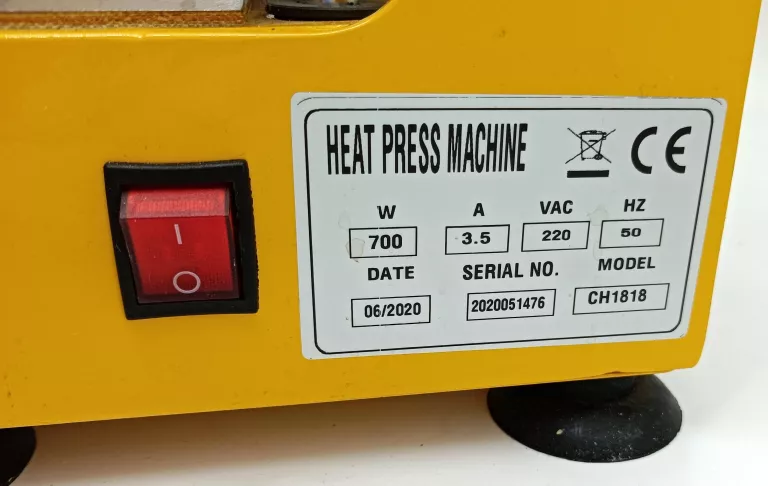 HEAT PRESS MACHINE CE
W A VAC HZ
700 3.5 220 50
DATE SERIAL NO. MODEL
06/2020 2020051476 CH1818
I
O